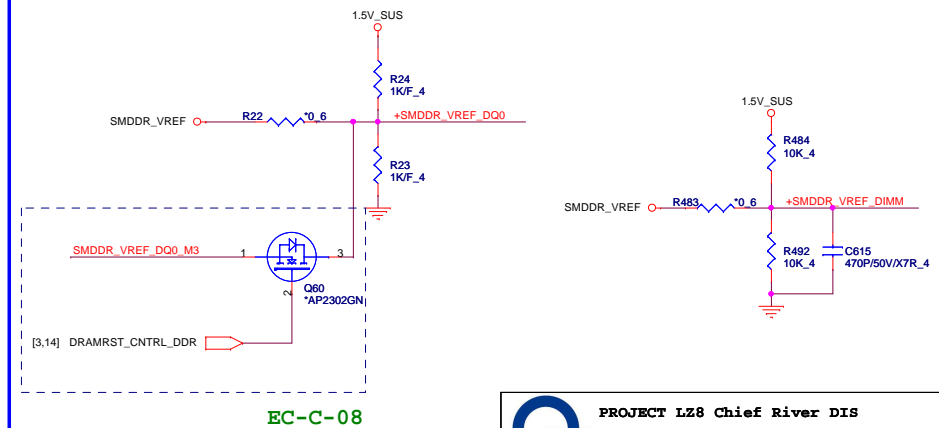 1.5V_SUS
R24
1K/F_4
SMDDR_VREF
R22
*0_6
+SMDDR_VREF_DQ0
R23
1K/F_4
SMDDR_VREF_DQ0_M3
1
3
2
Q60
*AP2302GN
[3,14] DRAMRST_CNTRL_DDR
EC-C-08
1.5V_SUS
R484
10K_4
SMDDR_VREF
R483
*0_6
+SMDDR_VREF_DIMM
R492
10K_4
C615
470P/50V/X7R_4
PROJECT LZ8 Chief River DIS